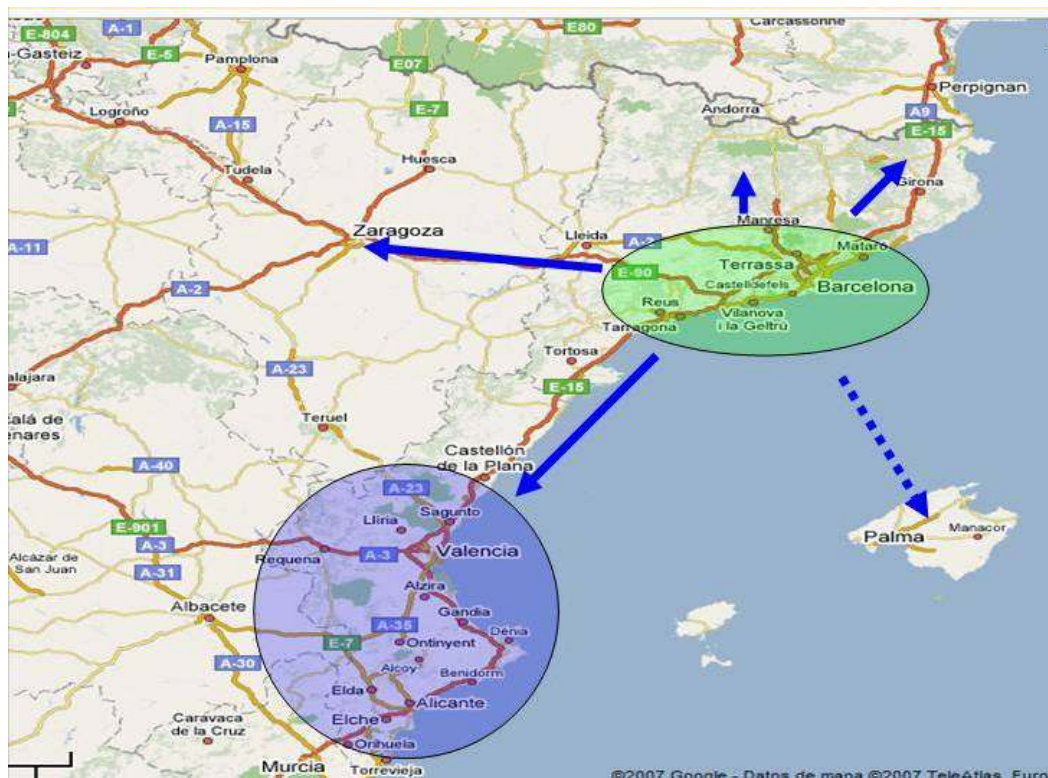 E-804
A-1
E80
Carcassonne
-Gasteiz
E-5
Pamplona
E07
Perpignan
Logroño
A-15
E-7
Andorra
A9
E-15
Huesca
Tudela
Girona
Manresa
A-11
Zaragoza
Lleida
A-2
Mataró
Terrassa
E-90
Castelldefels
Barcelona
A-2
Reus
Vilanova
i la Geltrú
Tarragona
Tortosa
A-23
E-15
alajara
Teruel
calá de
enares
Castellón
de la Plana
A-40
A-23
Sagunto
Llíria
E-901
A-3
Valencia
A-3
Requena
Palma
Manacor
Alcázar de
San Juan
A-31
Alzira
Albacete
Gandia
A-35
Dénia
E-7
Ontinyent
A-30
Alcoy
Benidorm
Elda
Alicante
Caravaca
de la Cruz
Elche
Orihuela
Murcia
Torrevieja
©2007 Google - Datos de mapa ©2007 TeleAtlas, Euro